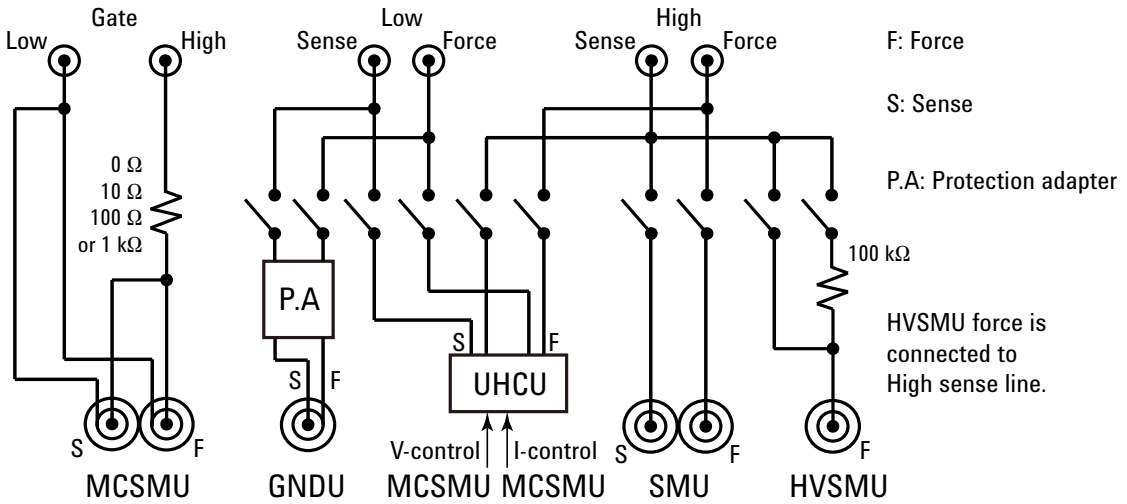 Gate
Low
High
Low
Sense
Force
High
Sense
Force
F: Force
S: Sense
P.A: Protection adapter
0 Ω
10 Ω
100 Ω
or 1 kΩ
P.A
100 kΩ
HVSMU force is
connected to
High sense line.
S
F
S
F
UHCU
S
F
S
F
F
V-control
I-control
MCSMU
GNDU
MCSMU
MCSMU
SMU
HVSMU